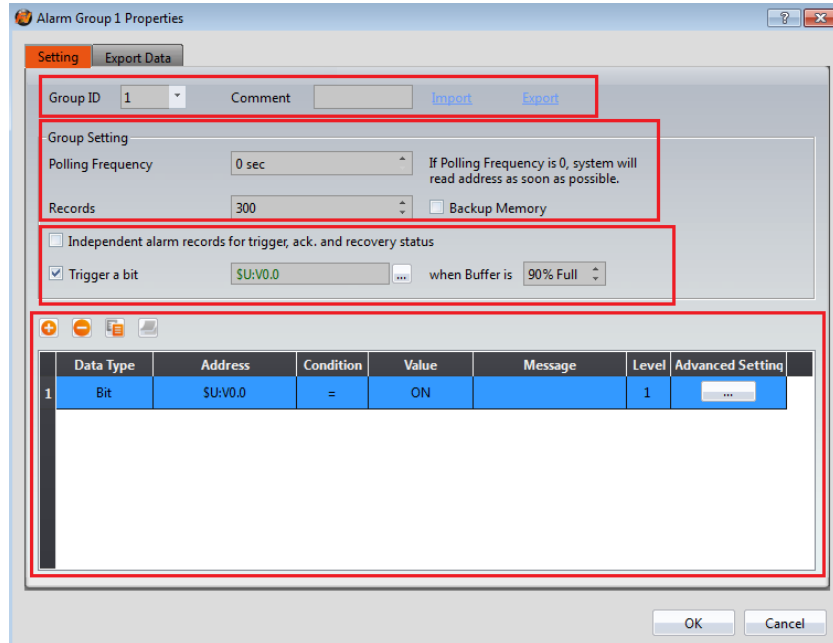 Alarm Group 1 Properties
Setting Export Data
Group ID 1 Comment Import Export
Group Setting
Polling Frequency 0 sec If Polling Frequency is 0, system will
read address as soon as possible.
Records 300 Backup Memory
Independent alarm records for trigger, ack. and recovery status
Trigger a bit $U:V0.0 ... when Buffer is 90% Full
Data Type Address Condition Value Message Level Advanced Setting
1 Bit $U:V0.0 = ON 1 ...
OK Cancel